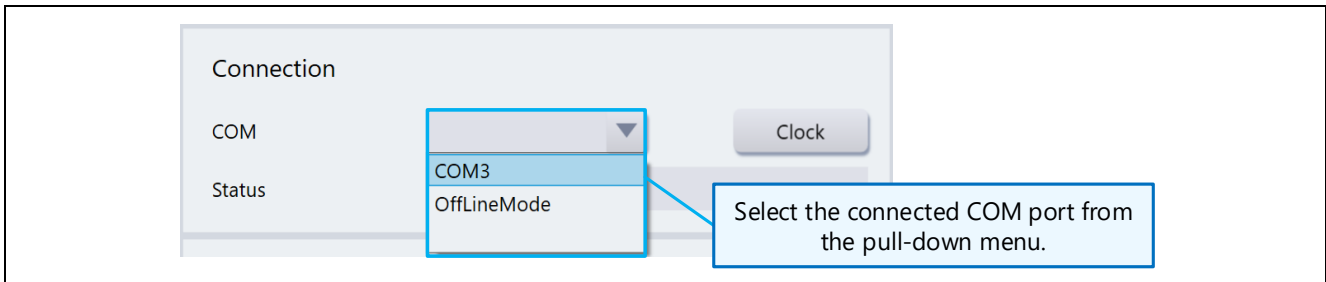 Connection
COM
Clock
COM3
Status
OffLineMode
Select the connected COM port from
the pull-down menu.